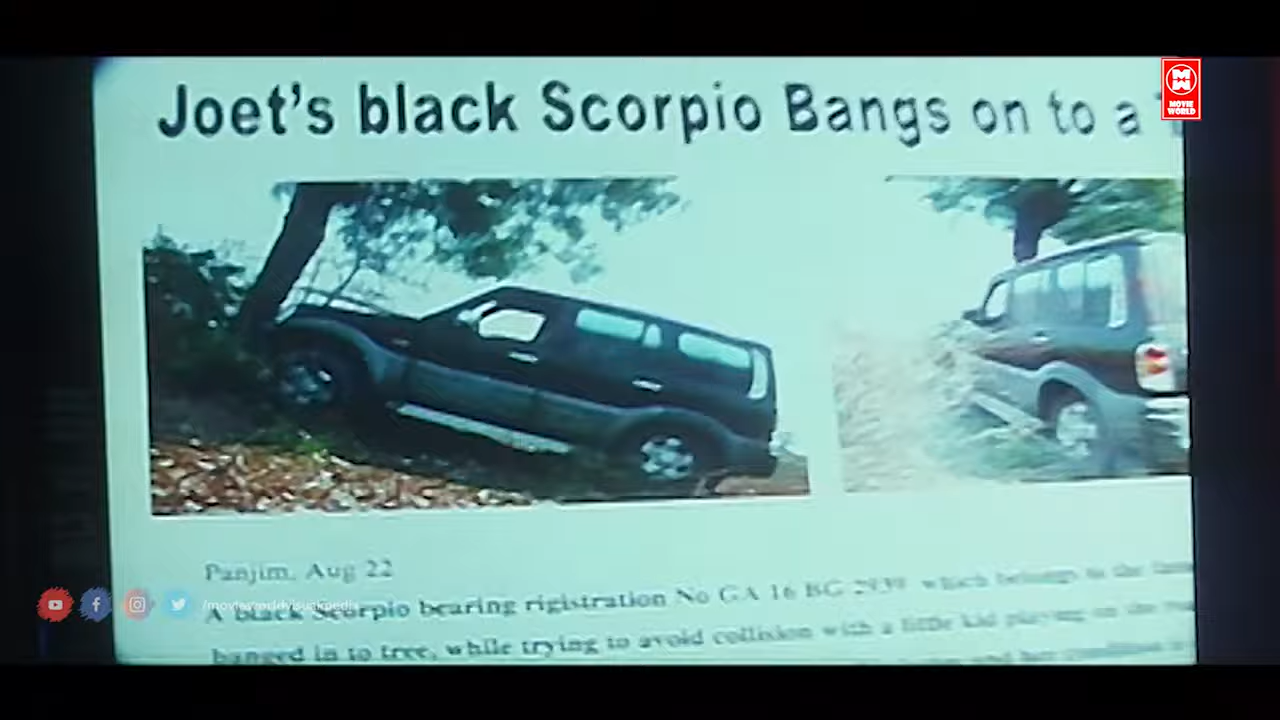 Joet's black Scorpio Bangs on to a
MOVIE
WORLD
Panjim, Aug 22
A black Scorpio bearing rigistration No GA 16 BG 2939 which belongs to the
banged in to tree, while trying to avoid collision with a little kid playing on the